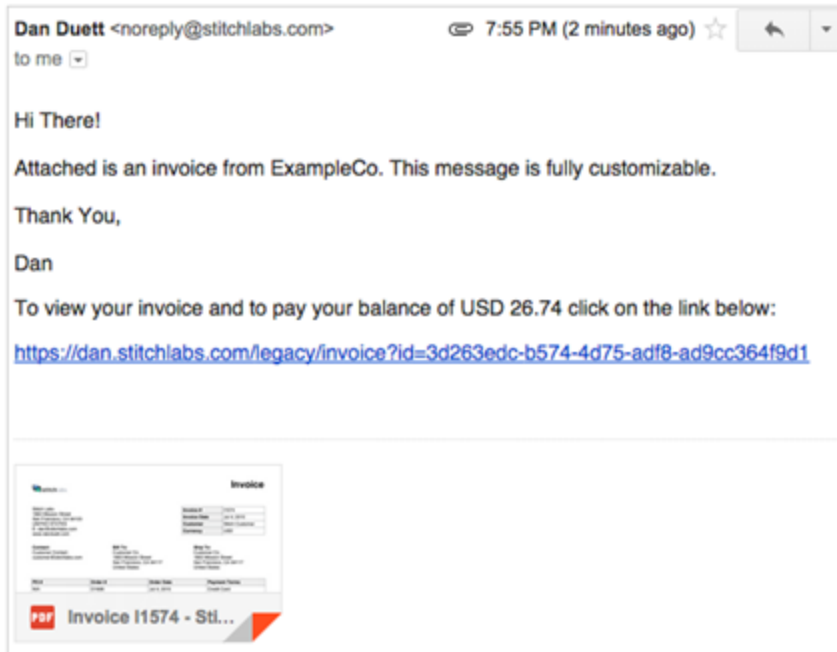 Dan Duett <noreply@stitchlabs.com> 7:55 PM (2 minutes ago)
to me
Hi There!
Attached is an invoice from ExampleCo. This message is fully customizable.
Thank You,
Dan
To view your invoice and to pay your balance of USD 26.74 click on the link below:
https://dan.stitchlabs.com/legacy/invoice?id=3d263edc-b574-4d75-adf8-ad9cc364f9d1
Invoice
PDF Invoice I1574 - Sti...